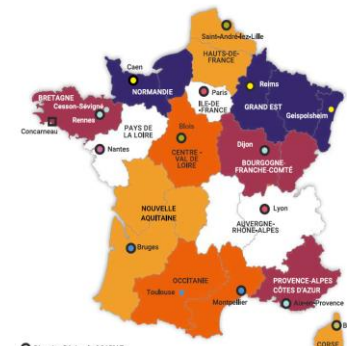 Saint-André-lez-Lille
HAUTS-DE-
FRANCE
Caen
NORMANDIE
Reims
Paris
ILE-DE
-FRANCE
GRAND EST
Geispolsheim
BRETAGNE
Cesson-Sévigné
Rennes
Concarneau
PAYS DE
LA LOIRE
Nantes
Blois
CENTRE -
VAL DE
LOIRE
Dijon
BOURGOGNE-
FRANCHE-COMTÉ
NOUVELLE
AQUITAINE
Lyon
AUVERGNE-
RHÔNE-ALPES
Bruges
OCCITANIE
Toulouse
Montpellier
PROVENCE-ALPES
CÔTES D'AZUR
Aix-en-Provence
B
CORSE